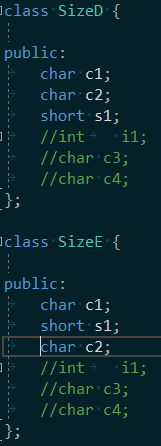 class SizeD {
public:
char c1;
char c2;
short s1;
//int i1;
//char c3;
//char c4;
};
class SizeE {
public:
char c1;
short s1;
char c2;
//int i1;
//char c3;
//char c4;
};